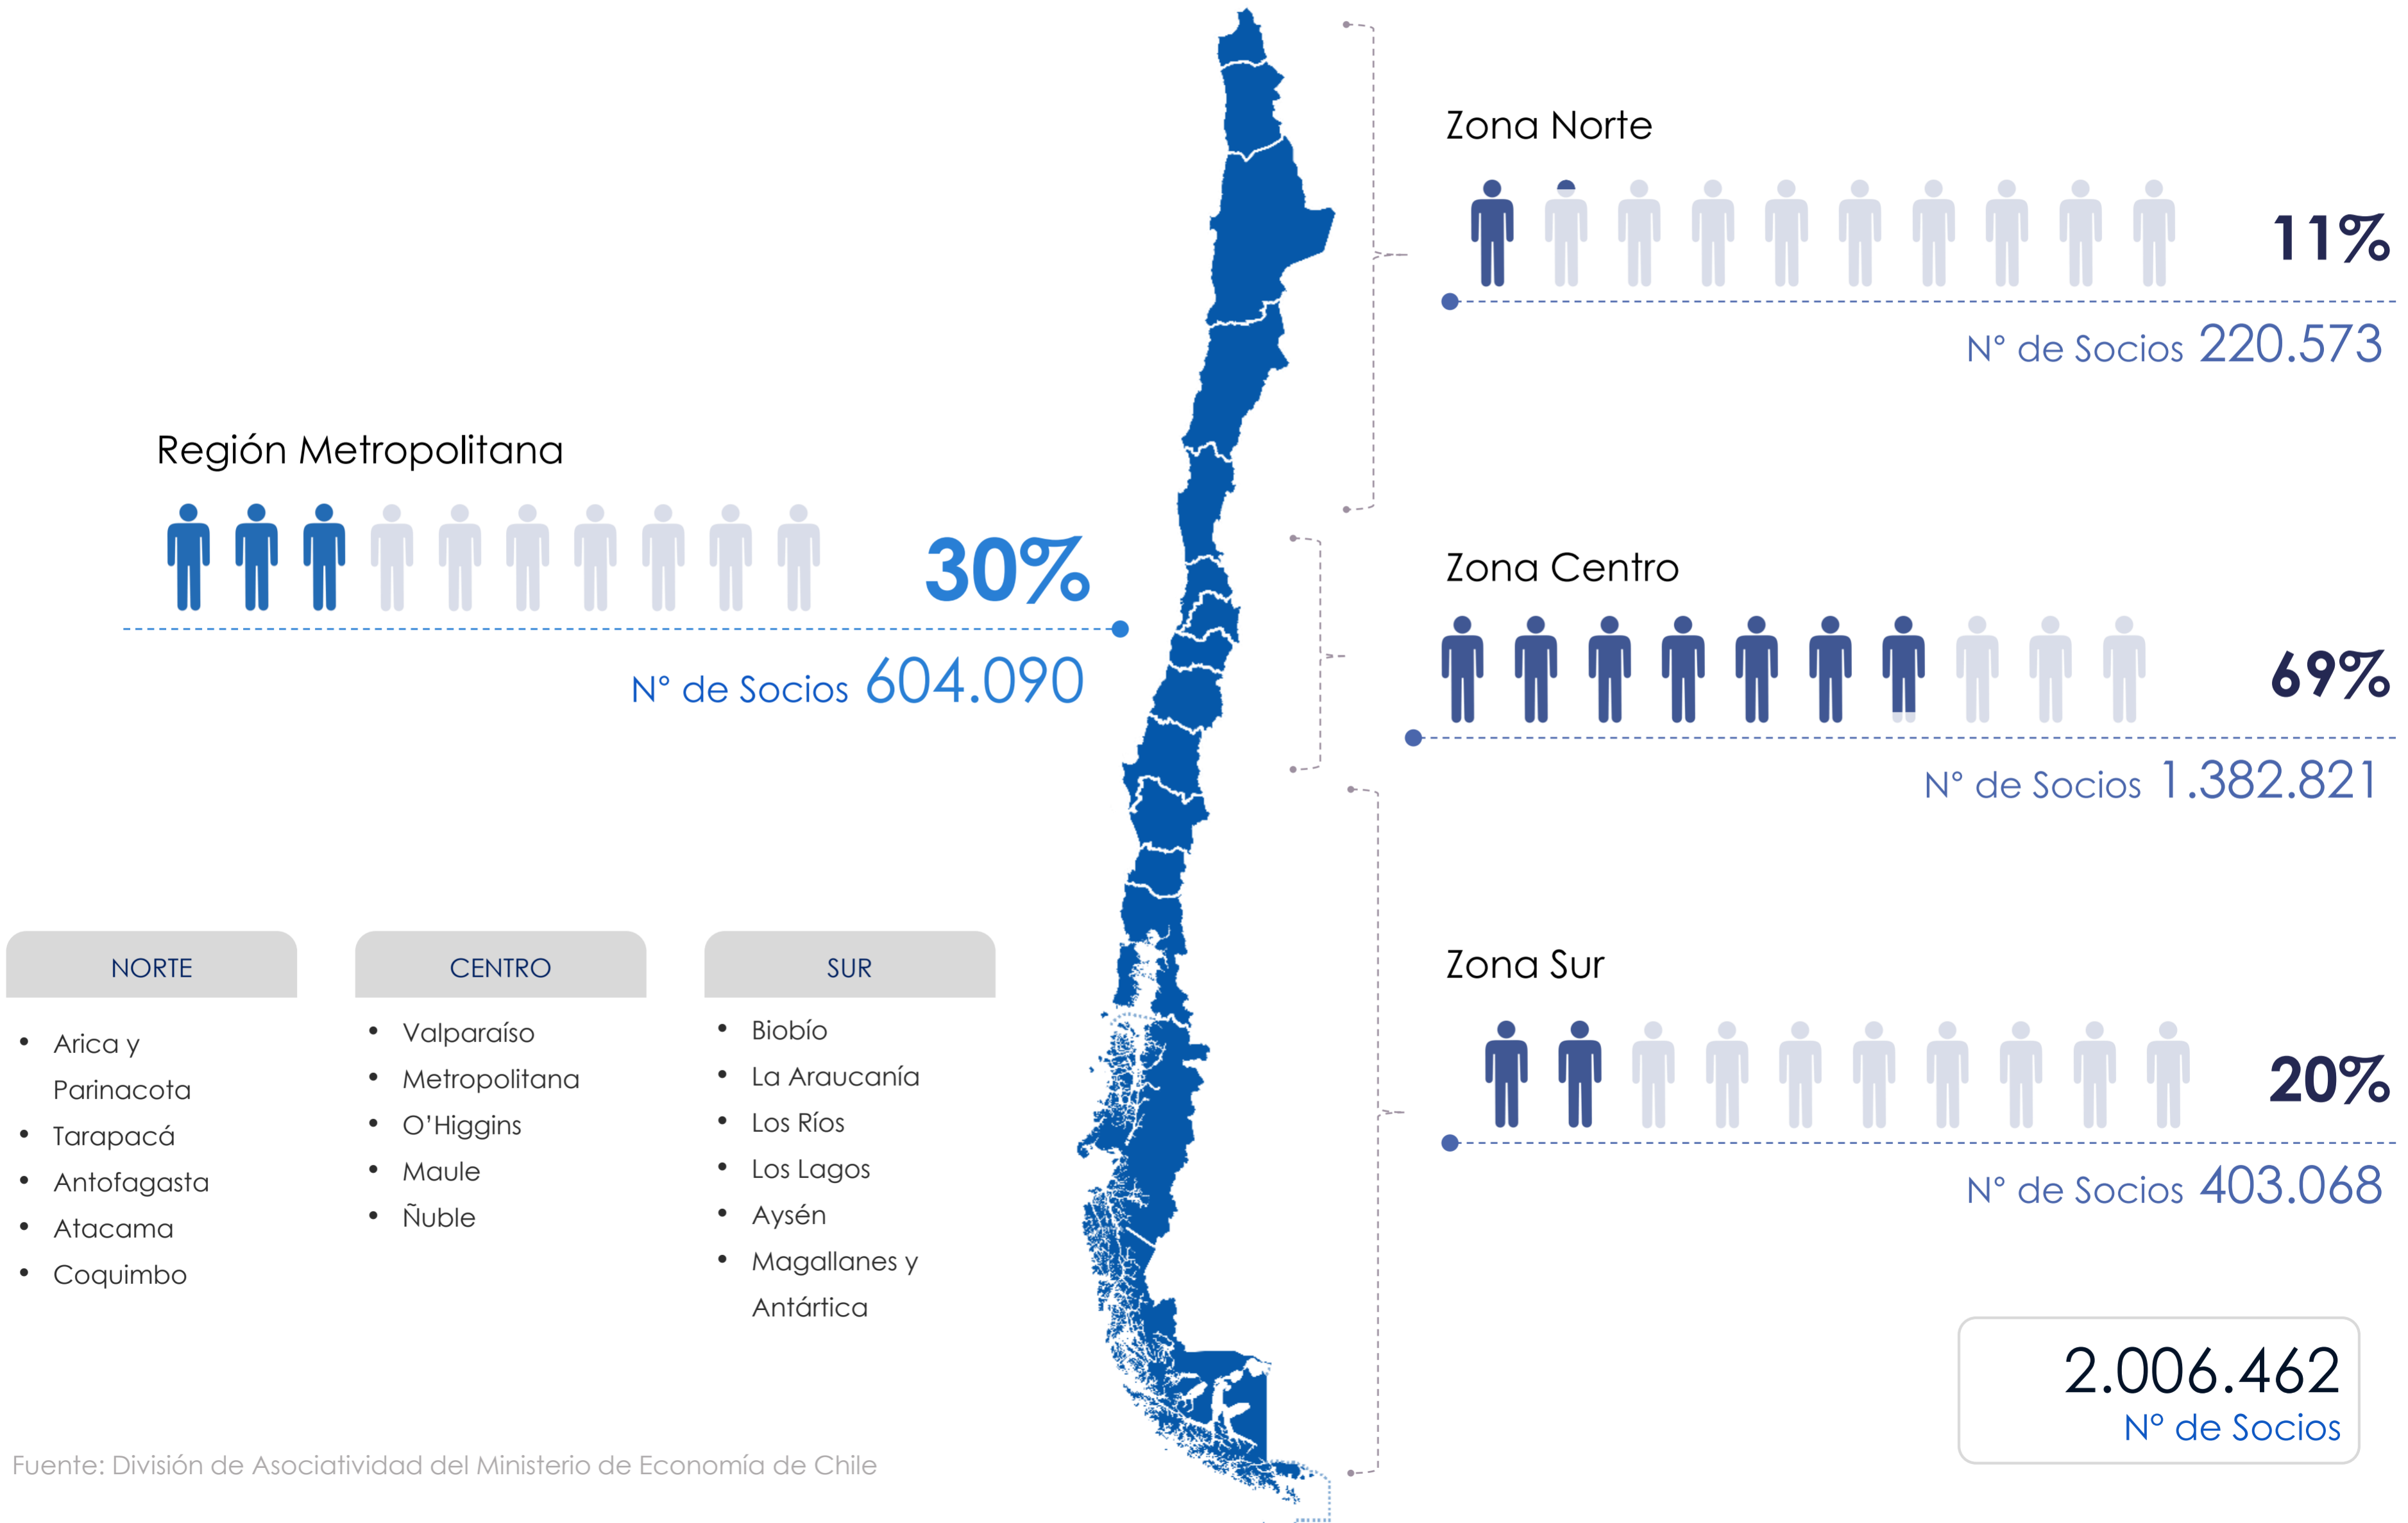 Zona Norte
11%
N° de Socios 220.573
Región Metropolitana
30%
N° de Socios 604.090
Zona Centro
69%
N° de Socios 1.382.821
NORTE
• Arica y
Parinacota
• Tarapacá
• Antofagasta
• Atacama
• Coquimbo
CENTRO
• Valparaíso
• Metropolitana
• O’Higgins
• Maule
• Ñuble
SUR
• Biobío
• La Araucanía
• Los Ríos
• Los Lagos
• Aysén
• Magallanes y
Antártica
Zona Sur
20%
N° de Socios 403.068
2.006.462
N° de Socios
Fuente: División de Asociatividad del Ministerio de Economía de Chile